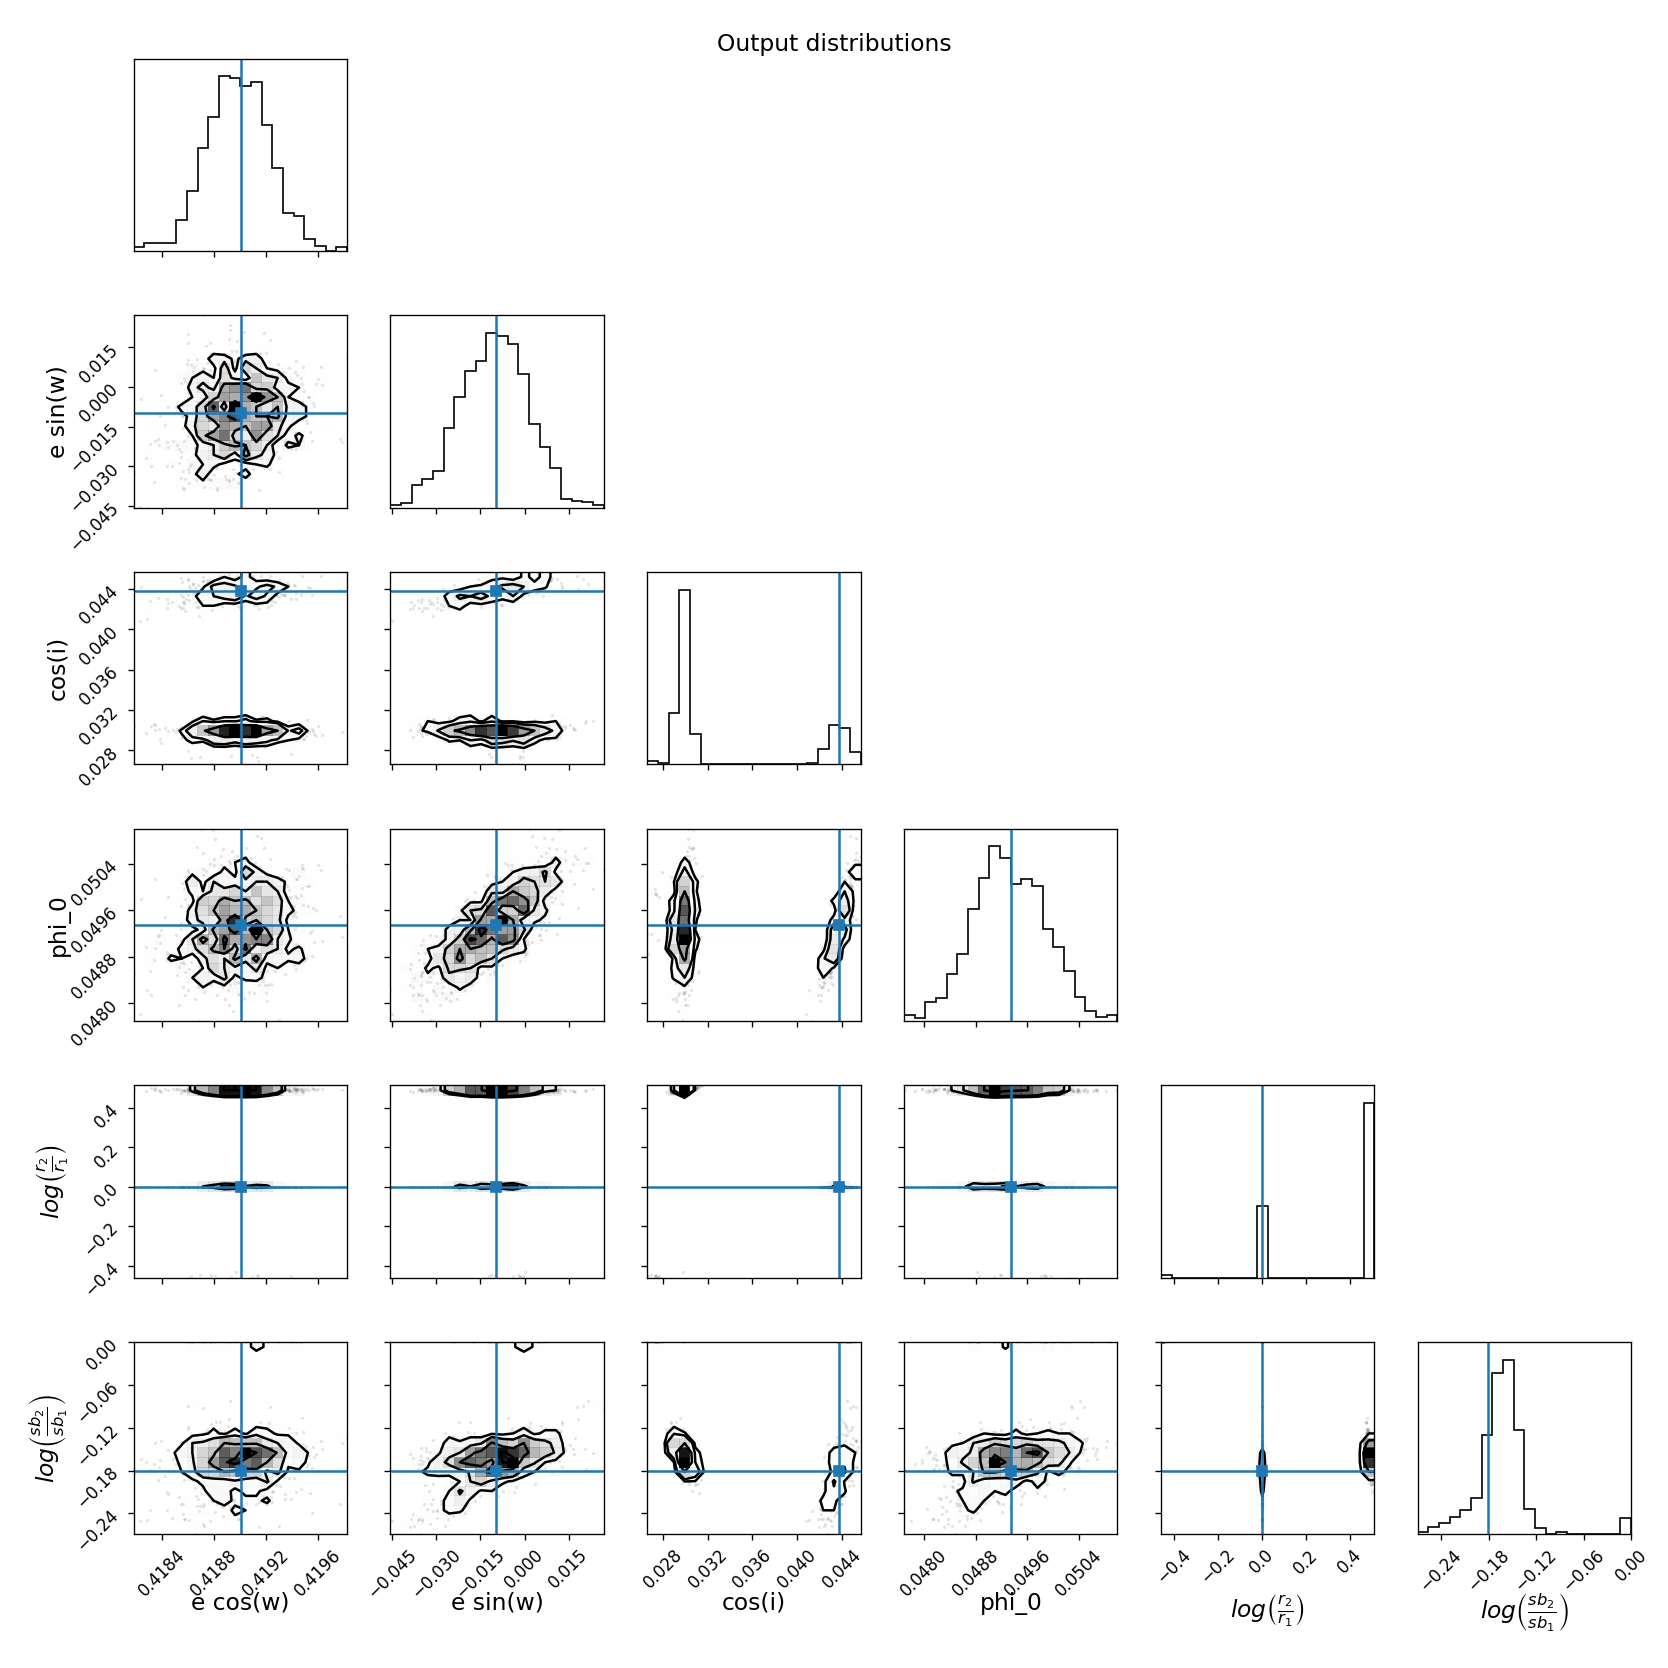 Output distributions
e sin(w)
0.015
0.000
−0.015
−0.030
−0.045
cos(i)
0.044
0.040
0.036
0.032
0.028
phi_0
0.0504
0.0496
0.0488
0.0480
log(r₂/r₁)
0.4
0.2
0.0
−0.2
−0.4
log(sb₂/sb₁)
0.00
−0.06
−0.12
−0.18
−0.24
0.4184 0.4188 0.4192 0.4196
−0.045 −0.030 −0.015 0.000 0.015
0.028 0.032 0.036 0.040 0.044
0.0480 0.0488 0.0496 0.0504
−0.4 −0.2 0.0 0.2 0.4
−0.24 −0.18 −0.12 −0.06 0.00
e cos(w) e sin(w) cos(i) phi_0 log(r₂/r₁) log(sb₂/sb₁)